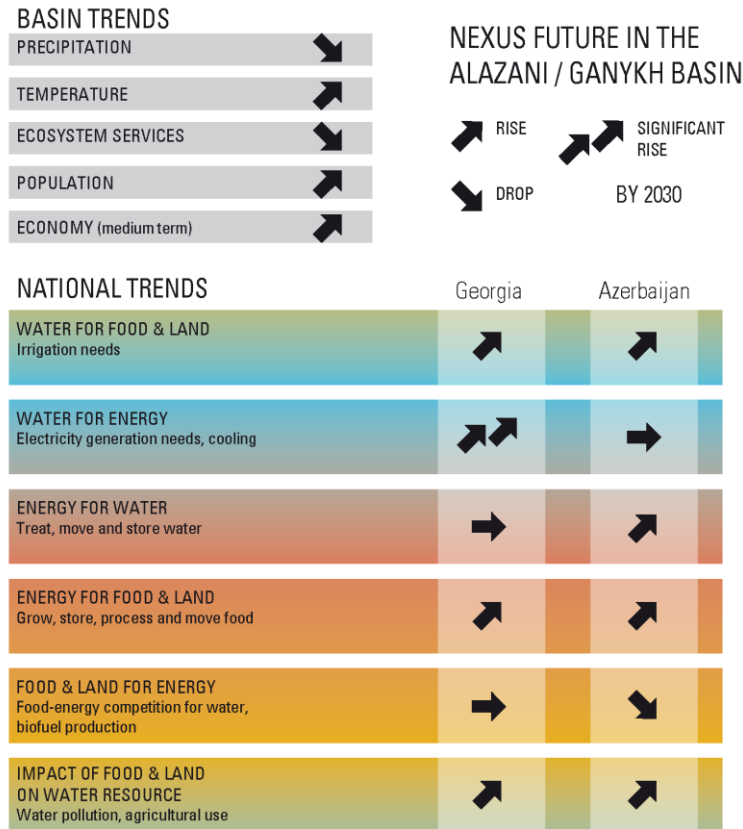 BASIN TRENDS
PRECIPITATION
TEMPERATURE
ECOSYSTEM SERVICES
POPULATION
ECONOMY (medium term)
NEXUS FUTURE IN THE
ALAZANI / GANYKH BASIN
RISE
SIGNIFICANT
RISE
DROP
BY 2030
NATIONAL TRENDS
Georgia
Azerbaijan
WATER FOR FOOD & LAND
Irrigation needs
WATER FOR ENERGY
Electricity generation needs, cooling
ENERGY FOR WATER
Treat, move and store water
ENERGY FOR FOOD & LAND
Grow, store, process and move food
FOOD & LAND FOR ENERGY
Food-energy competition for water,
biofuel production
IMPACT OF FOOD & LAND
ON WATER RESOURCE
Water pollution, agricultural use